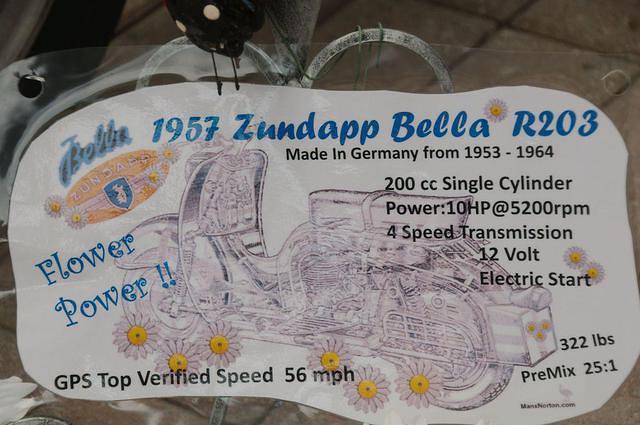 Bella
ZUNDAPP
1957 Zundapp Bella R203
Made In Germany from 1953 - 1964
200 cc Single Cylinder
Power:10HP@5200rpm
4 Speed Transmission
12 Volt
Electric Start
Flower
Power !!
322 lbs
PreMix 25:1
GPS Top Verified Speed 56 mph
MansNorton.com